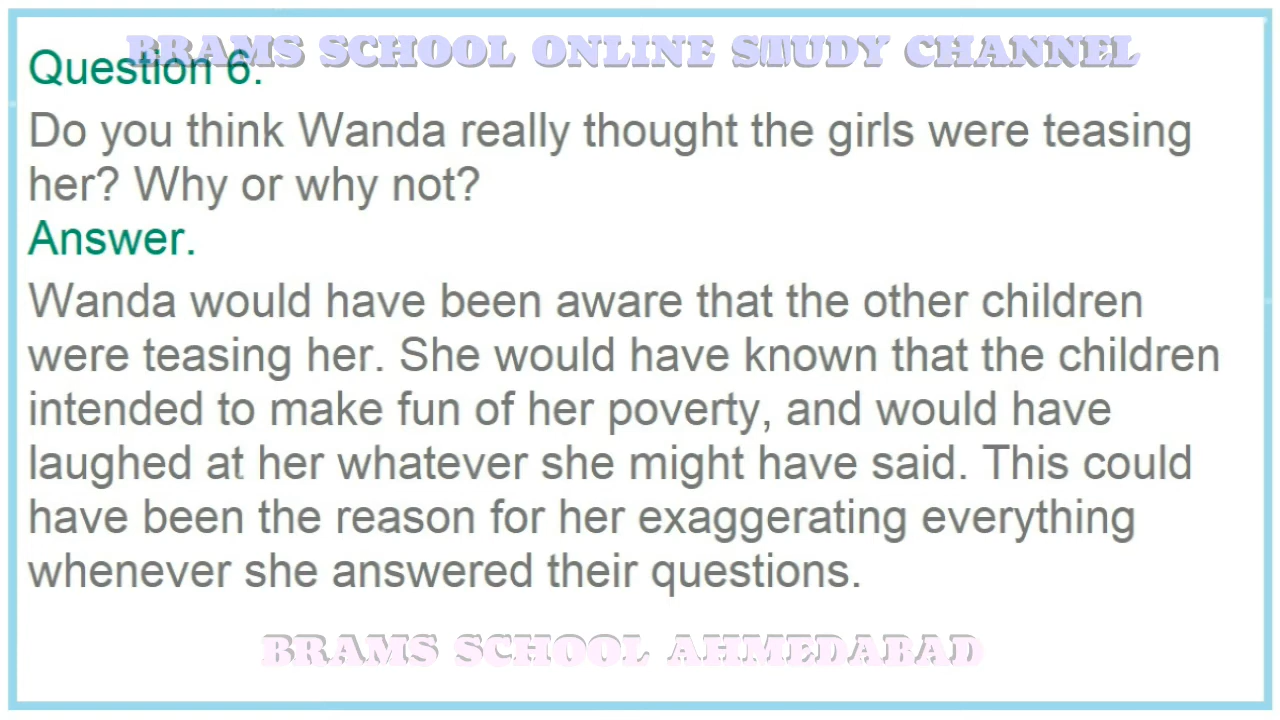 BRAMS SCHOOL ONLINE STUDY CHANNEL
Question 6.
Do you think Wanda really thought the girls were teasing
her? Why or why not?
Answer.
Wanda would have been aware that the other children
were teasing her. She would have known that the children
intended to make fun of her poverty, and would have
laughed at her whatever she might have said. This could
have been the reason for her exaggerating everything
whenever she answered their questions.
BRAMS SCHOOL AHMEDABAD